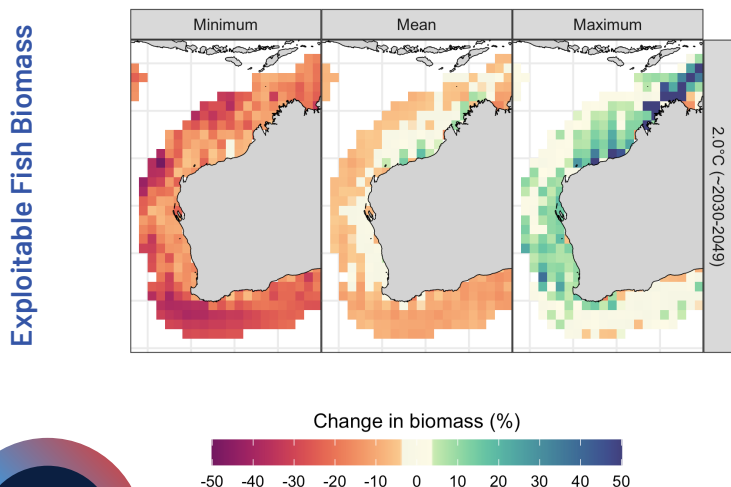 Exploitable Fish Biomass
Minimum
Mean
Maximum
2.0°C (~2030-2049)
Change in biomass (%)
-50 -40 -30 -20 -10 0 10 20 30 40 50